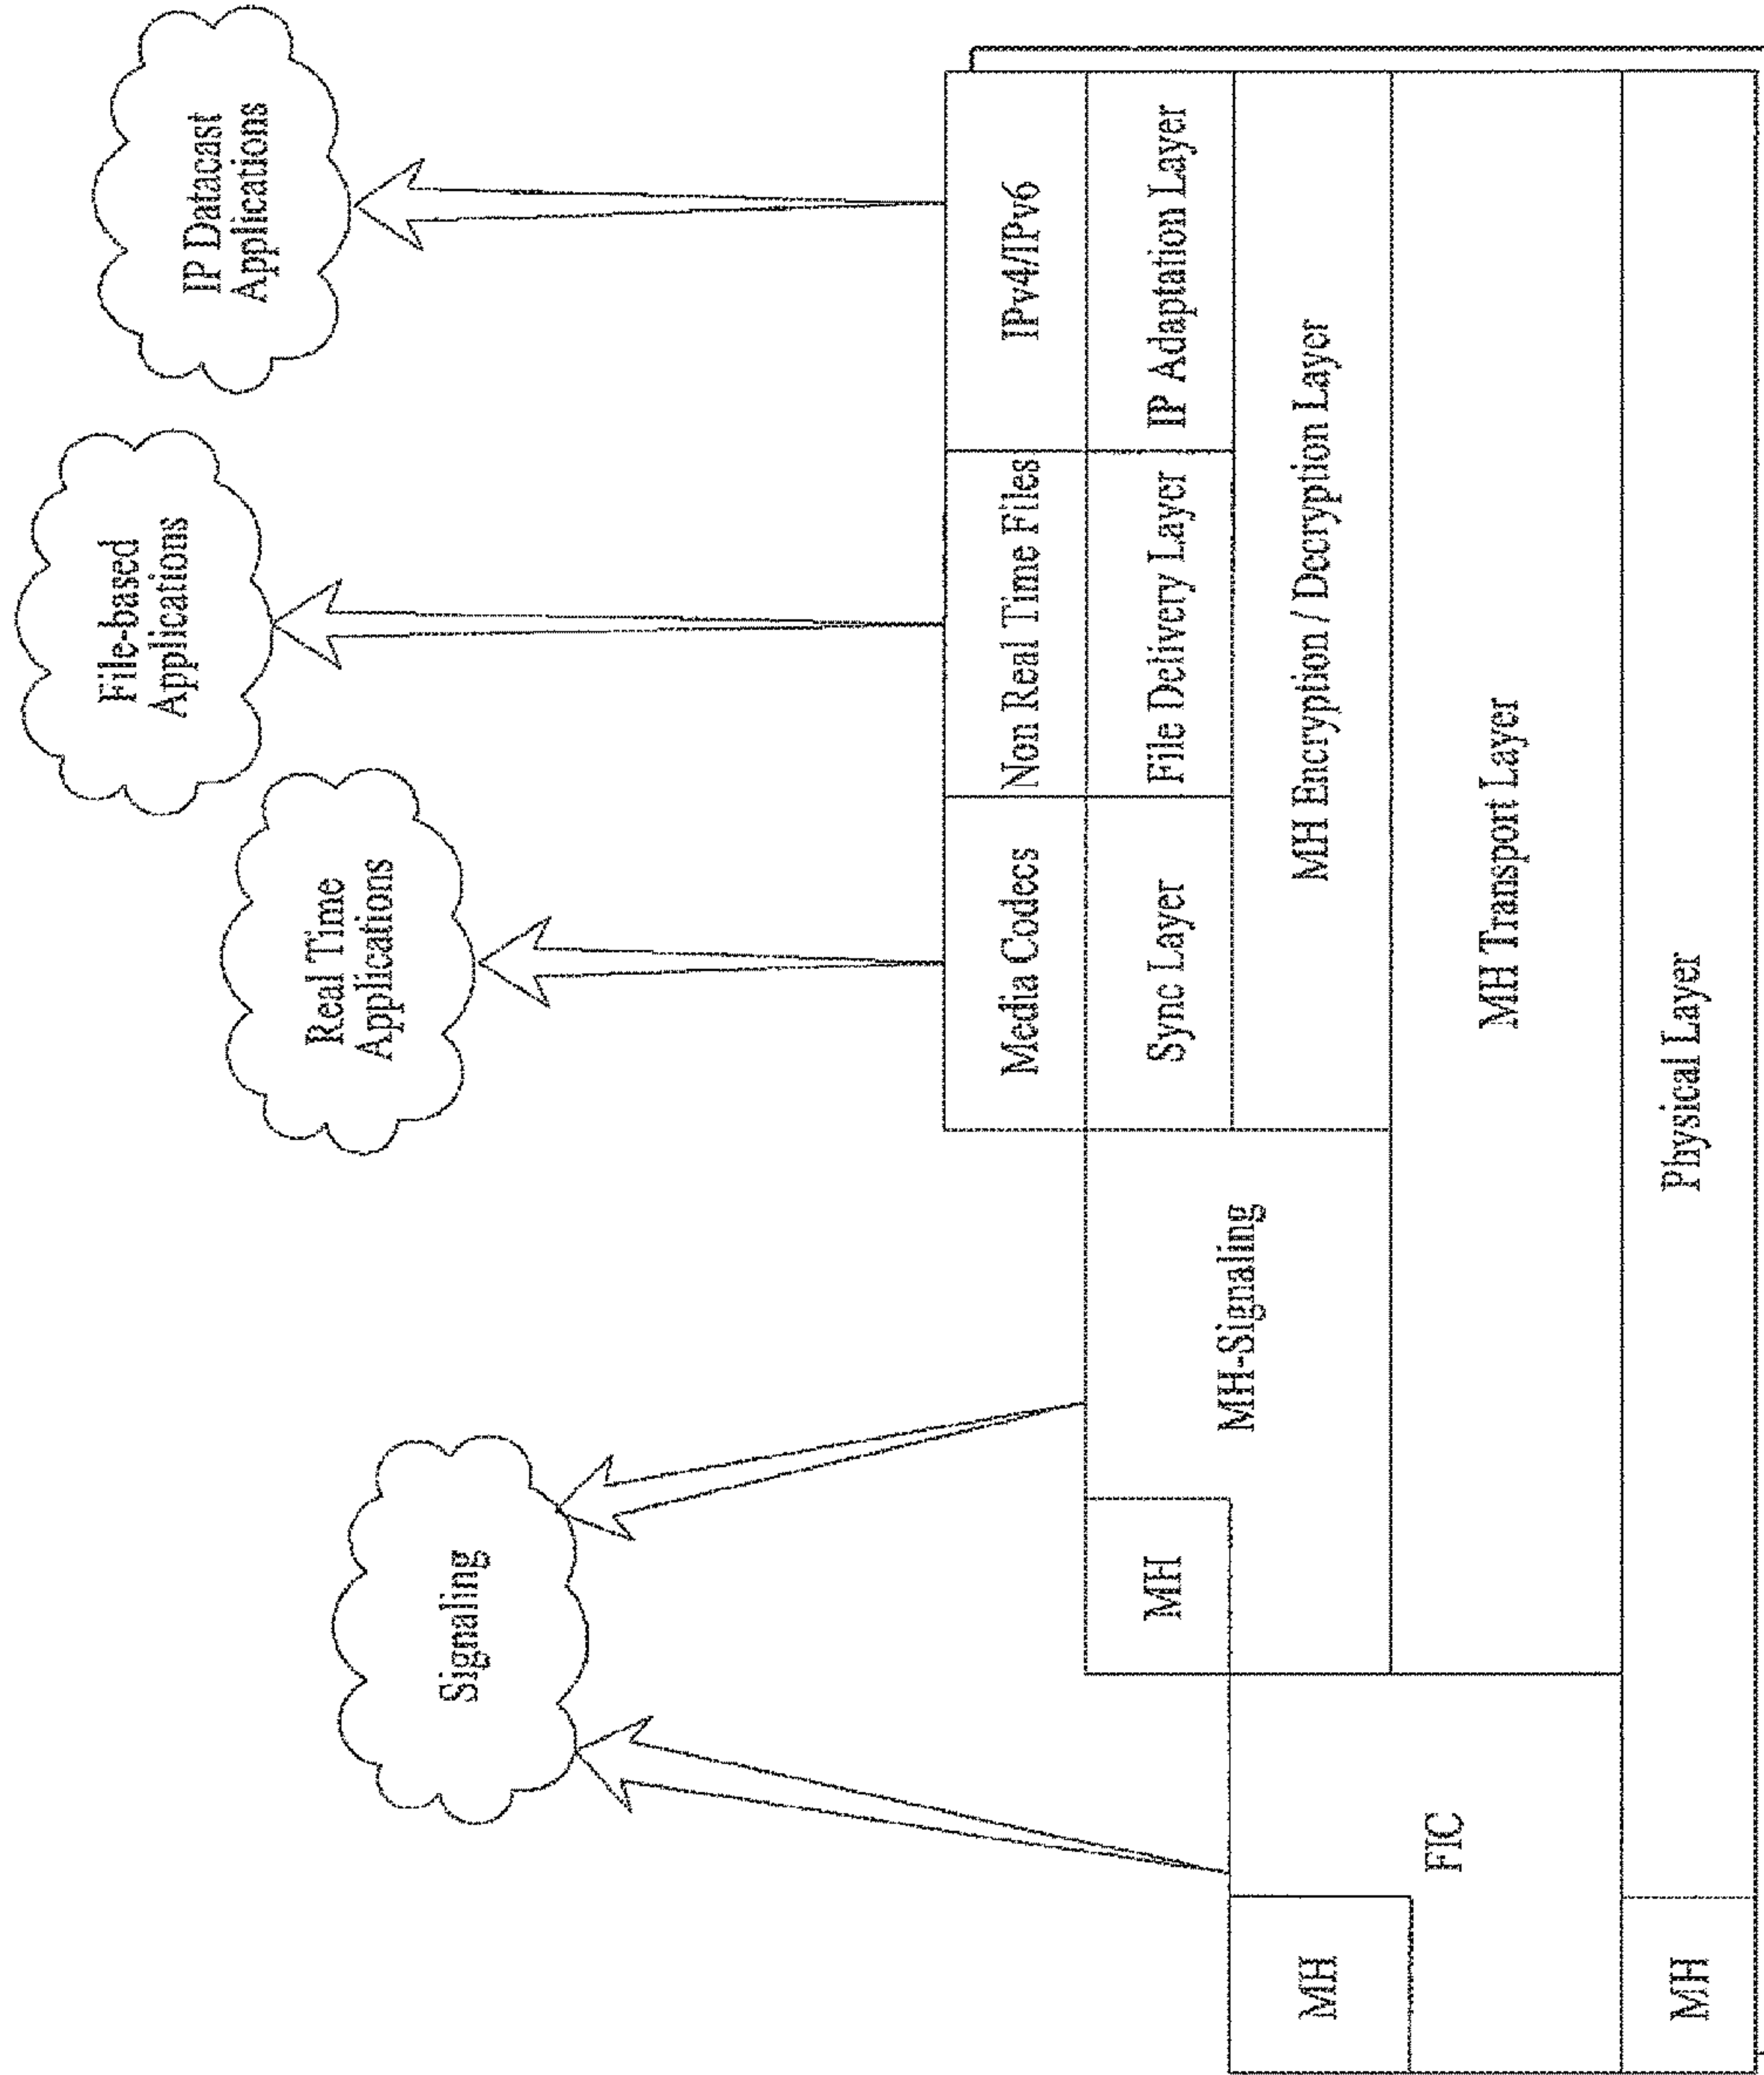 Signaling
Real Time
Applications
File-based
Applications
IP Datacast
Applications
Media Codecs
Non Real Time Files
IPv4/IPv6
MH
Sync Layer
File Delivery Layer
IP Adaptation Layer
MH-Signaling
MH
MH Encryption / Decryption Layer
FIC
MH Transport Layer
MH
Physical Layer